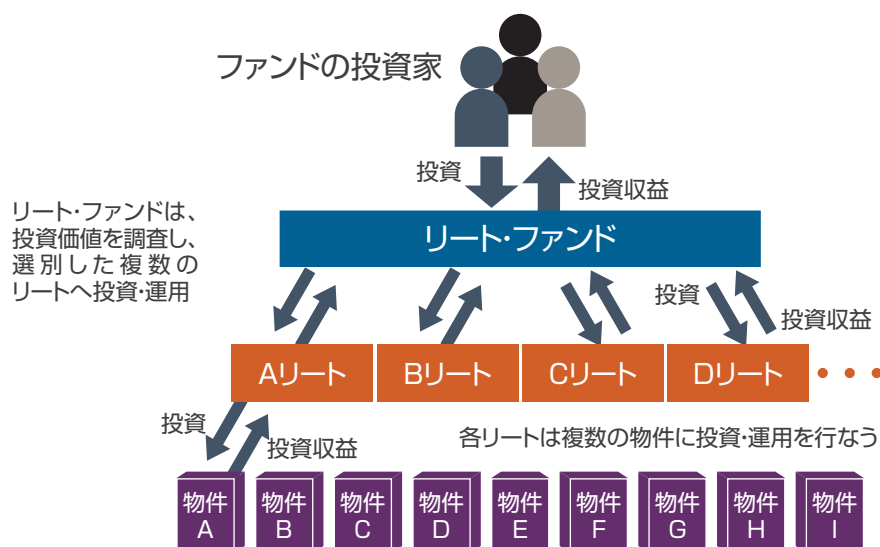 ファンドの投資家
投資
投資収益
リート・ファンドは、
投資価値を調査し、
選別した複数の
リートへ投資・運用
リート・ファンド
投資
投資収益
Aリート
Bリート
Cリート
Dリート
・・・
投資
投資収益
各リートは複数の物件に投資・運用を行なう
物件
A
物件
B
物件
C
物件
D
物件
E
物件
F
物件
G
物件
H
物件
I